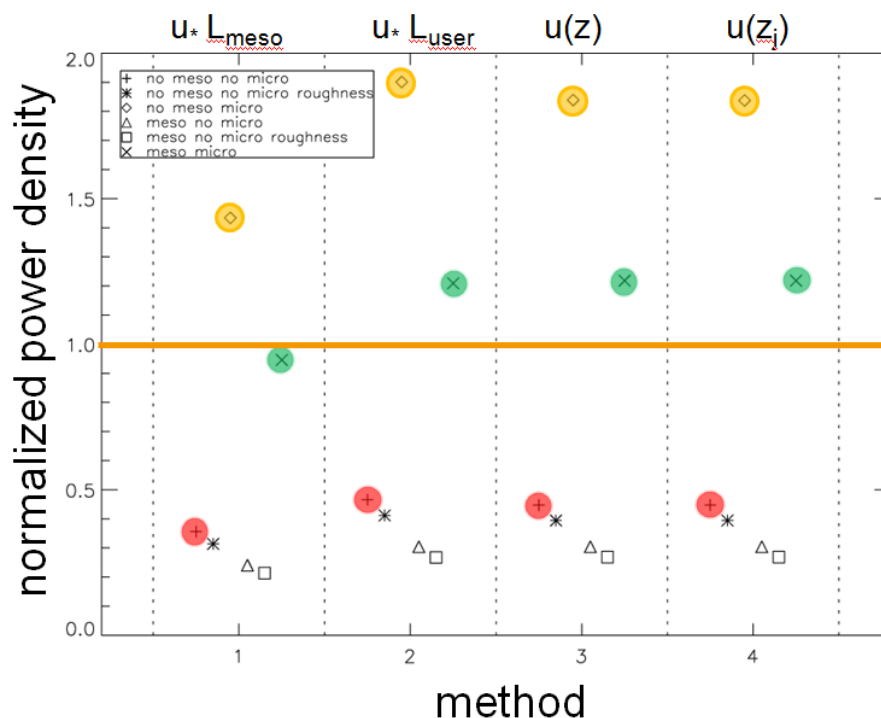 u* Lmeso u* Luser u(z) u(zj)
2.0
no meso no micro
no meso no micro roughness
no meso micro
meso no micro
meso no micro roughness
meso micro
1.5
1.0
0.5
0.0
normalized power density
1 2 3 4
method